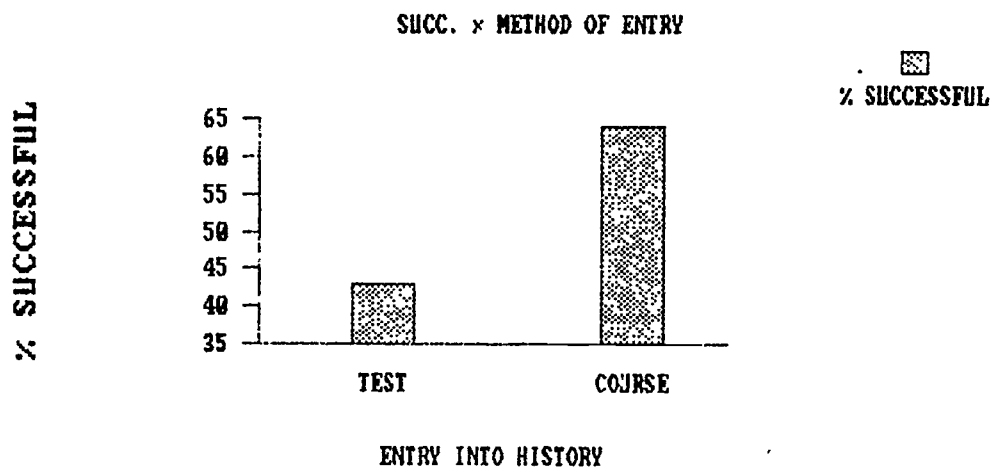 SUCC. × METHOD OF ENTRY
% SUCCESSFUL
% SUCCESSFUL
65
60
55
50
45
40
35
TEST COURSE
ENTRY INTO HISTORY